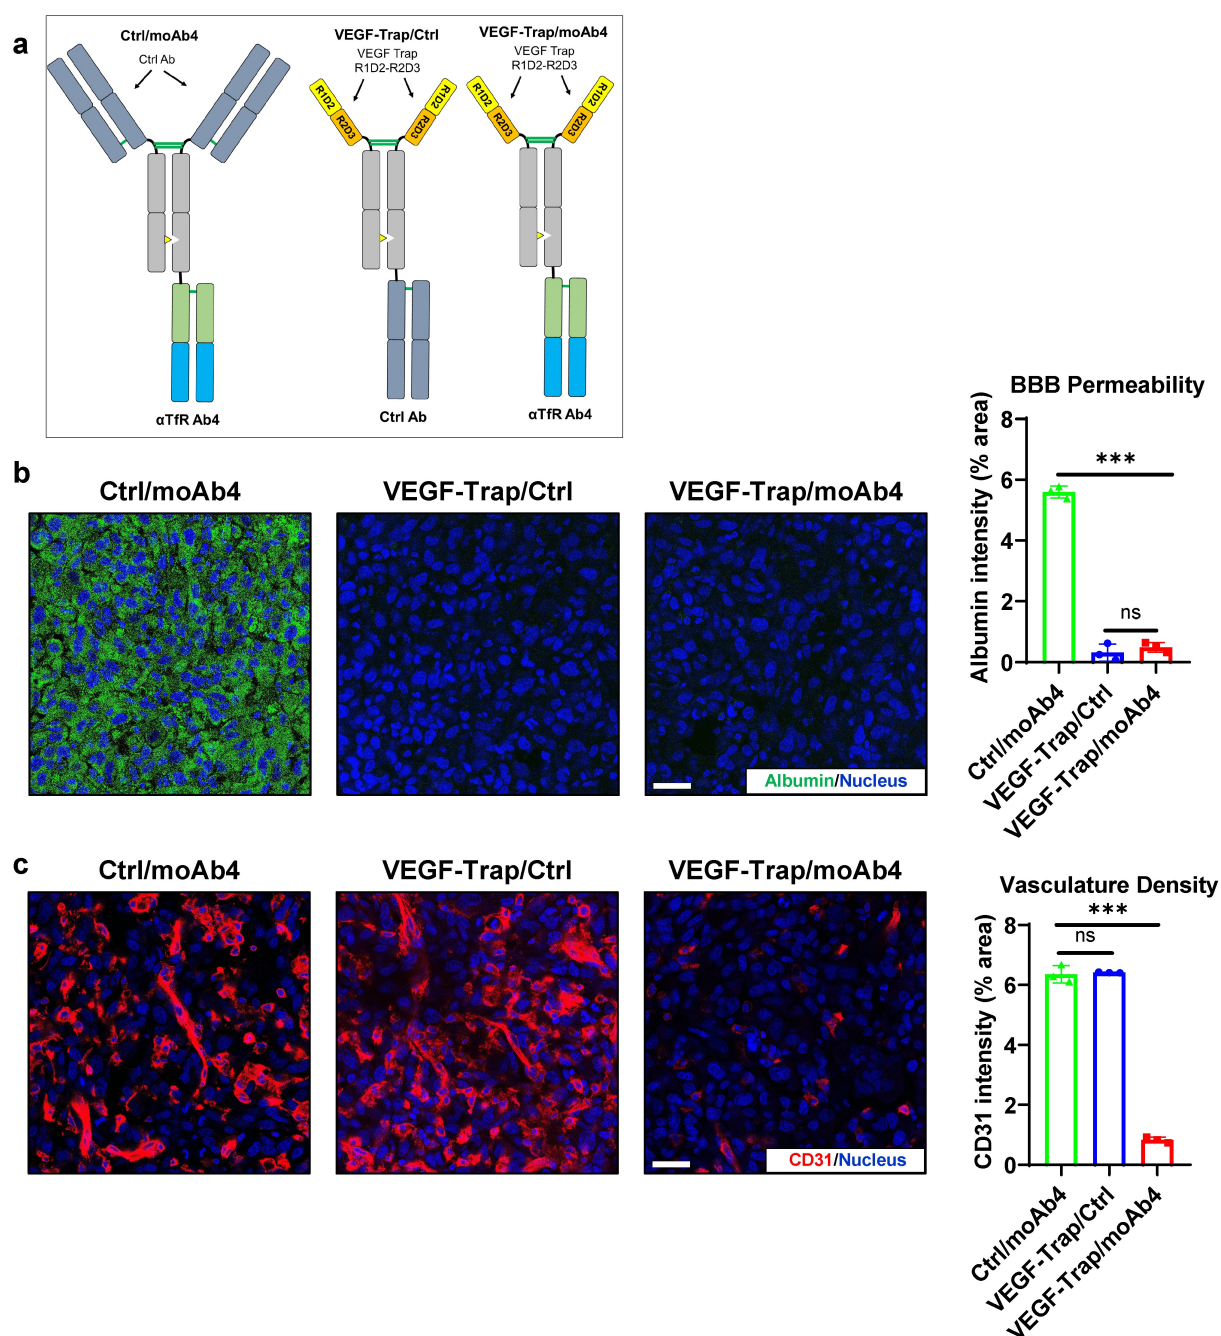 a
Ctrl/moAb4
Ctrl Ab
VEGF-Trap/Ctrl
VEGF Trap
R1D2-R2D3
VEGF-Trap/moAb4
VEGF Trap
R1D2-R2D3
R1D2
R2D3
R1D2
R2D3
R1D2
R2D3
R1D2
R2D3
αTfR Ab4
Ctrl Ab
αTfR Ab4
b
Ctrl/moAb4
VEGF-Trap/Ctrl
VEGF-Trap/moAb4
Albumin/Nucleus
BBB Permeability
Albumin intensity (% area)
8
6
4
2
0
***
ns
Ctrl/moAb4
VEGF-Trap/Ctrl
VEGF-Trap/moAb4
c
Ctrl/moAb4
VEGF-Trap/Ctrl
VEGF-Trap/moAb4
CD31/Nucleus
Vasculature Density
CD31 intensity (% area)
8
6
4
2
0
***
ns
Ctrl/moAb4
VEGF-Trap/Ctrl
VEGF-Trap/moAb4